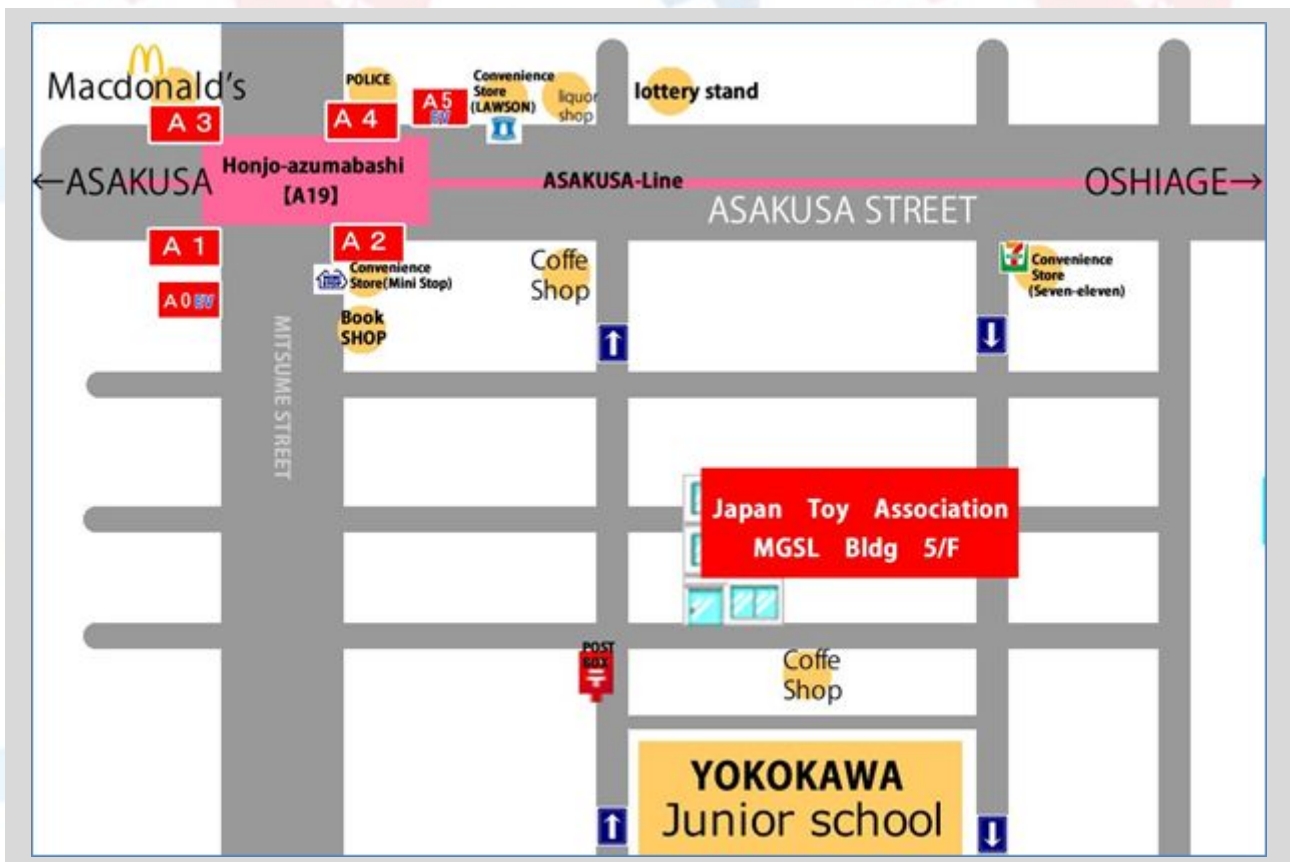 Macdonald's
POLICE
Convenience
Store
(LAWSON)
liquor
shop
lottery stand
A 3
A 4
A 5
EV
←ASAKUSA
Honjo-azumabashi
[A19]
ASAKUSA-Line
OSHIAGE→
ASAKUSA STREET
A 1
A 2
A 0 EV
Convenience
Store(Mini Stop)
Book
SHOP
Coffe
Shop
Convenience
Store
(Seven-eleven)
↑
↓
MITSUME STREET
Japan Toy Association
MGSL Bldg 5/F
POST
BOX
Coffe
Shop
YOKOKAWA
Junior school
↑
↓